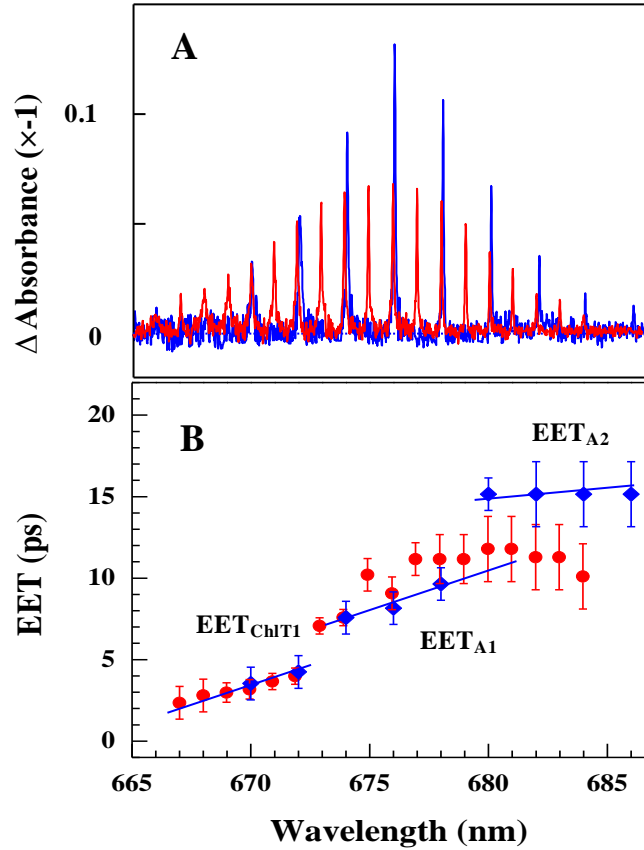 A
0.1
0
Δ Absorbance (×-1)
B
20
15
10
5
0
EET (ps)
EET_A2
EET_ChlT1
EET_A1
665 670 675 680 685
Wavelength (nm)